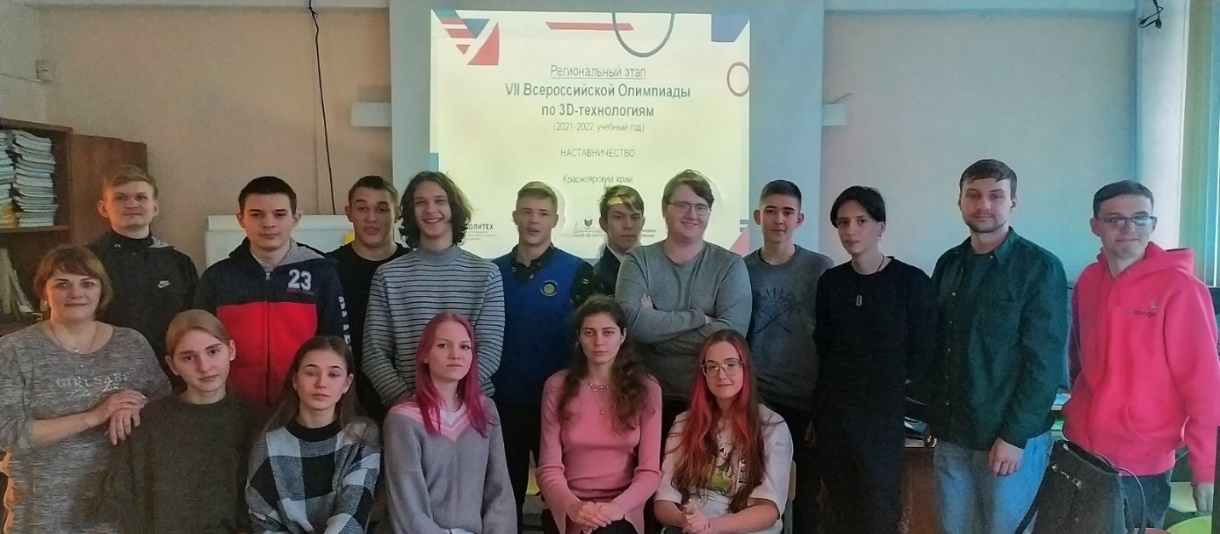 Региональный этап
VII Всероссийской Олимпиады
по 3D-технологиям
(2021-2022 учебный год)
НАСТАВНИЧЕСТВО
Красноярский край
23